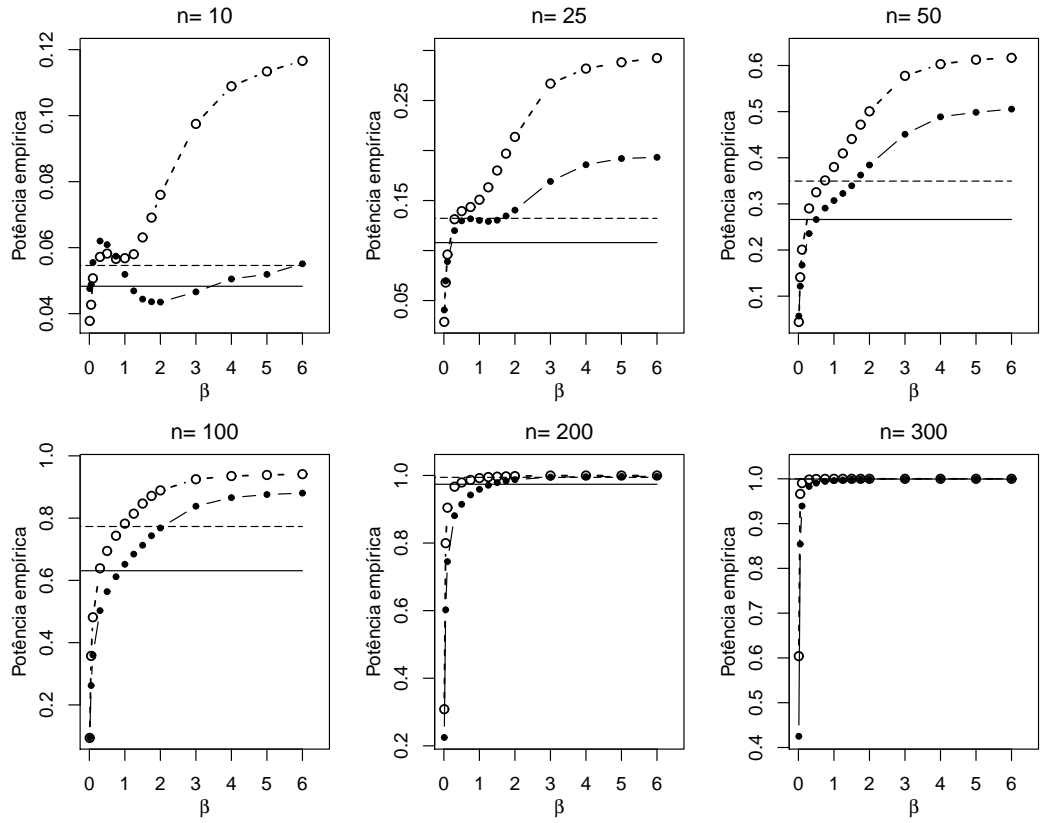 n= 10
Potência empírica
0.04 0.06 0.08 0.10 0.12
0 1 2 3 4 5 6
β
n= 25
Potência empírica
0.05 0.15 0.25
0 1 2 3 4 5 6
β
n= 50
Potência empírica
0.1 0.2 0.3 0.4 0.5 0.6
0 1 2 3 4 5 6
β
n= 100
Potência empírica
0.2 0.4 0.6 0.8 1.0
0 1 2 3 4 5 6
β
n= 200
Potência empírica
0.2 0.4 0.6 0.8 1.0
0 1 2 3 4 5 6
β
n= 300
Potência empírica
0.4 0.5 0.6 0.7 0.8 0.9 1.0
0 1 2 3 4 5 6
β